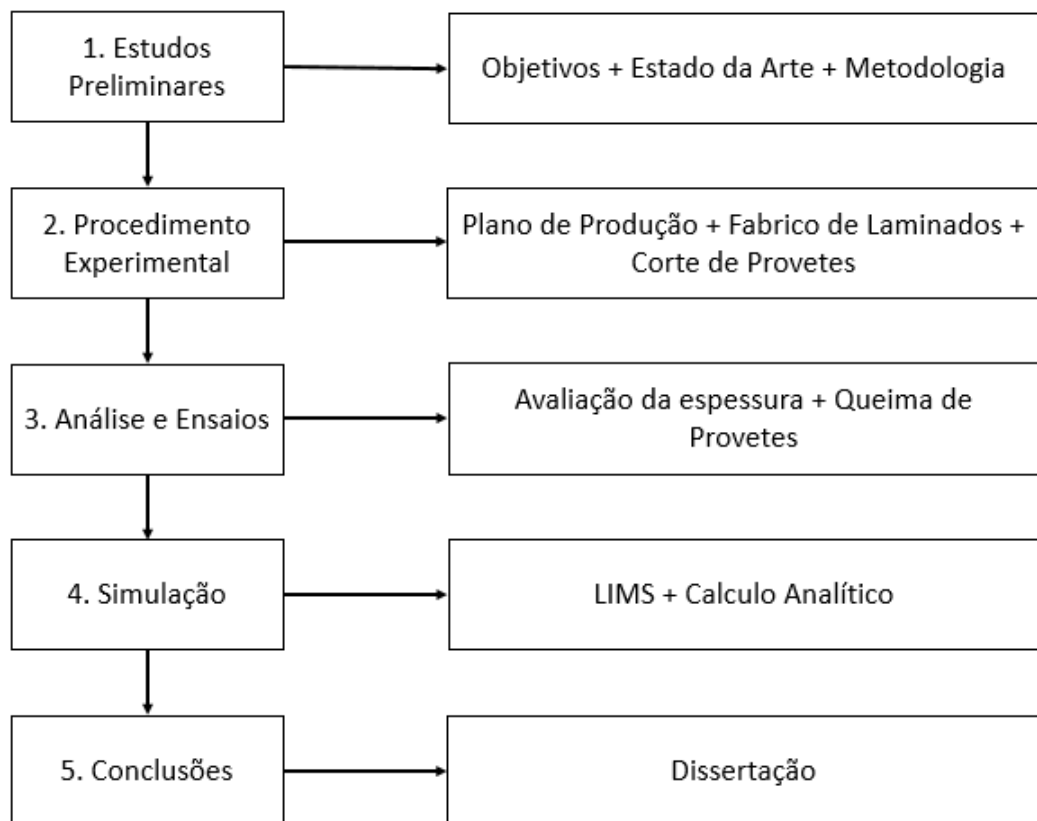 1. Estudos
Preliminares
Objetivos + Estado da Arte + Metodologia
2. Procedimento
Experimental
Plano de Produção + Fabrico de Laminados +
Corte de Provetes
3. Análise e Ensaios
Avaliação da espessura + Queima de
Provetes
4. Simulação
LIMS + Calculo Analítico
5. Conclusões
Dissertação